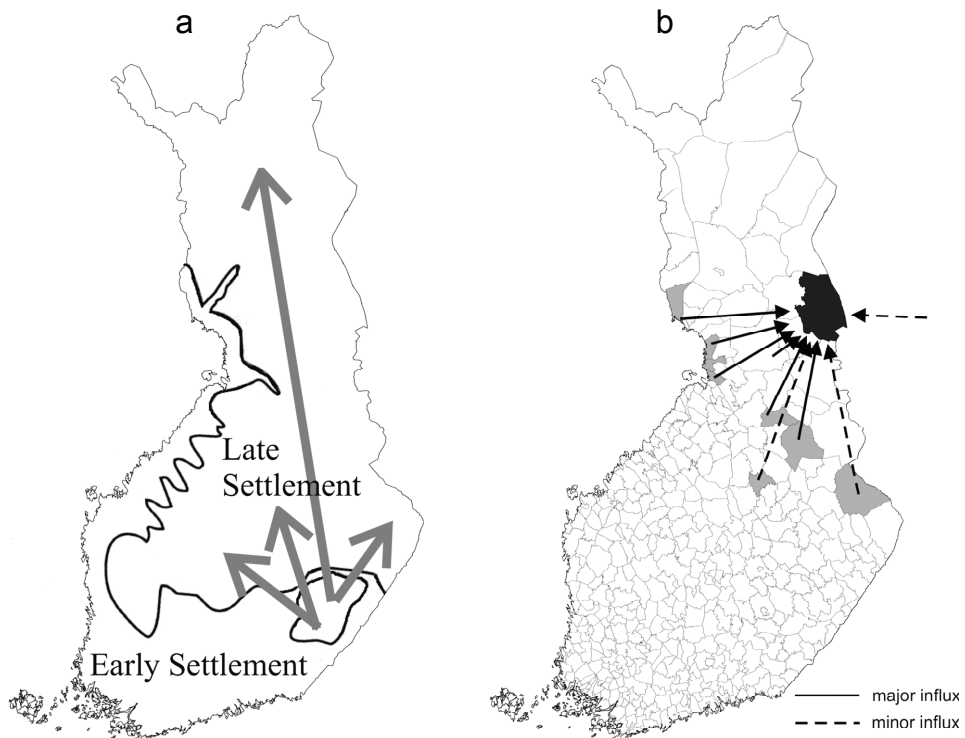 a
b
Late
Settlement
Early Settlement
major influx
minor influx